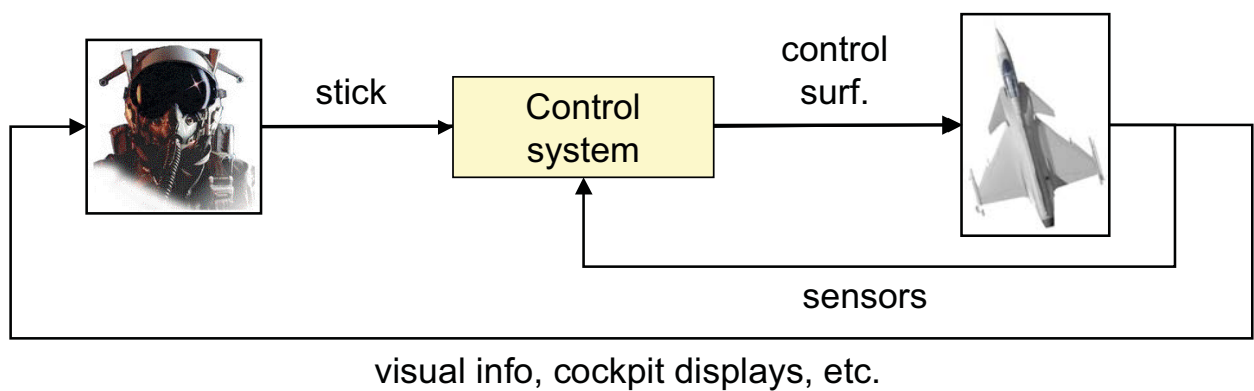 stick
Control
system
control
surf.
sensors
visual info, cockpit displays, etc.